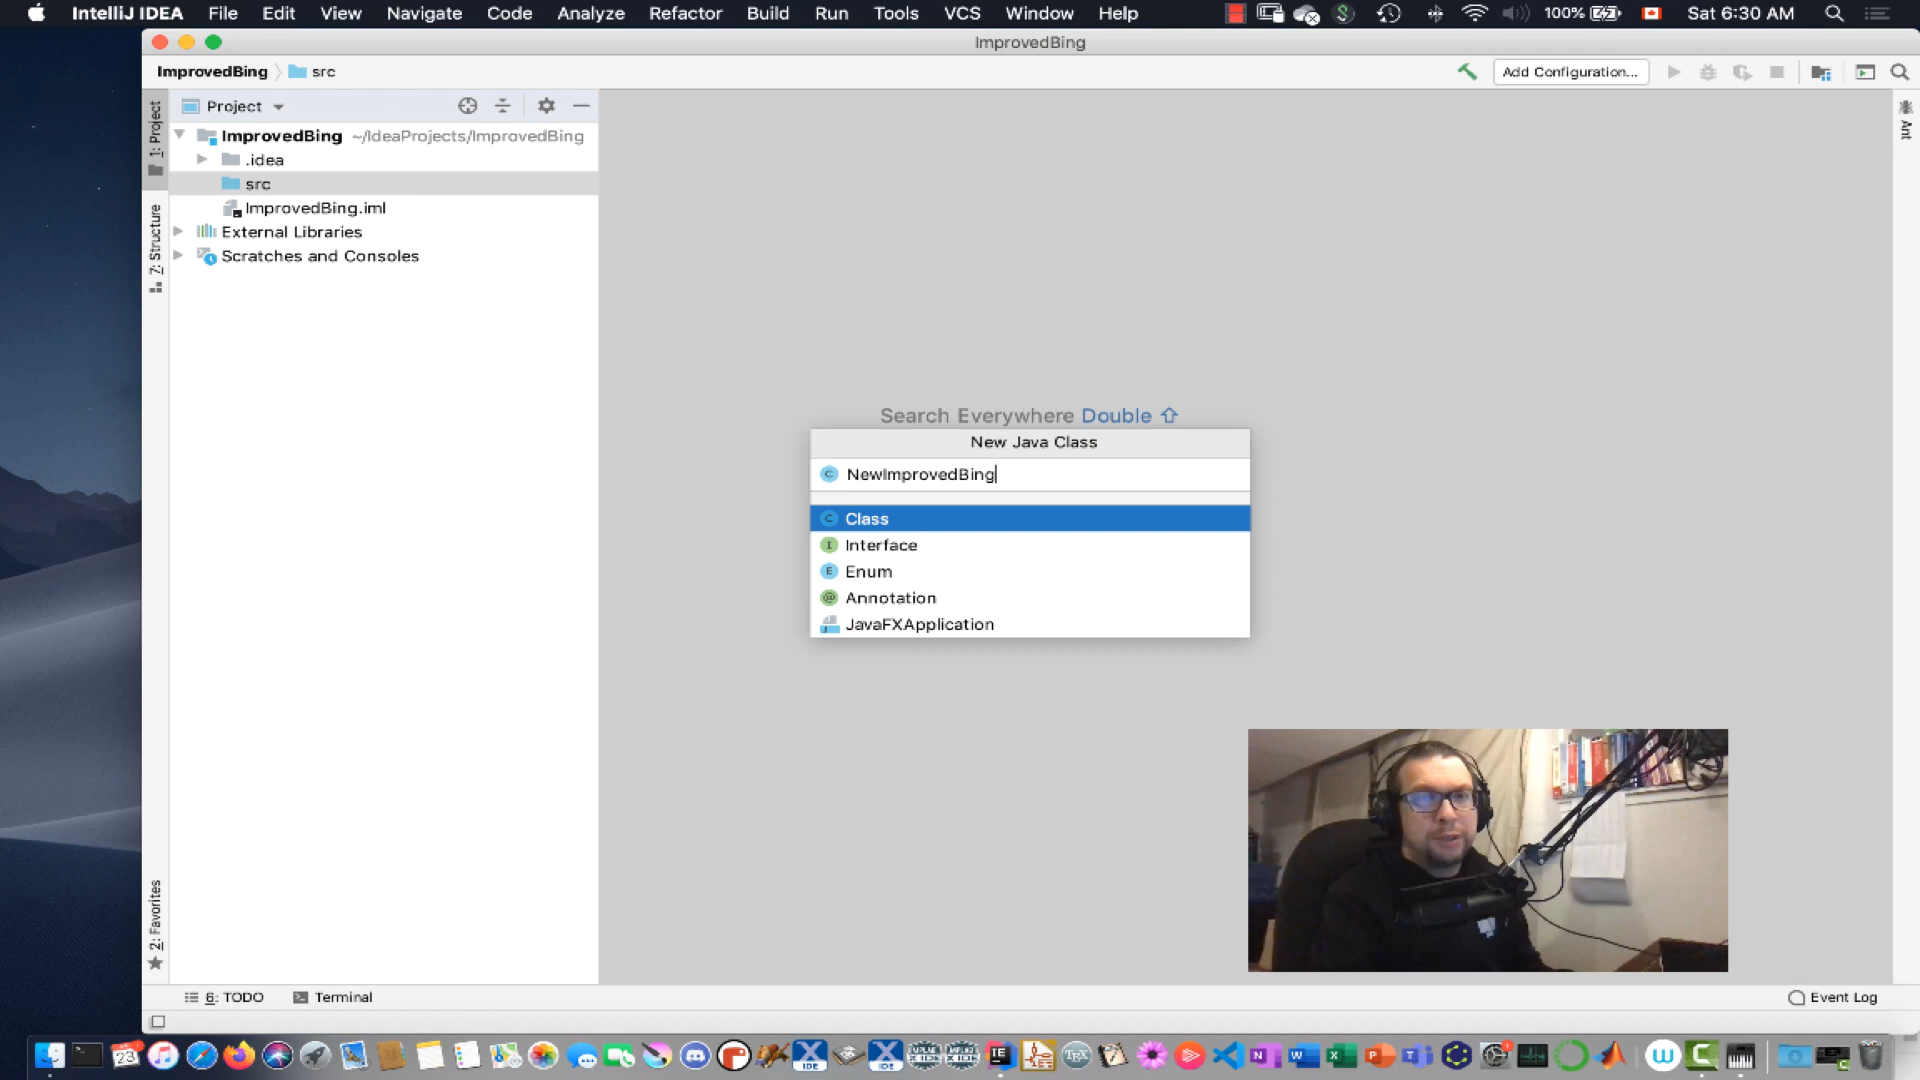 IntelliJ IDEA File Edit View Navigate Code Analyze Refactor Build Run Tools VCS Window Help 100% Sat 6:30 AM
ImprovedBing
ImprovedBing src Add Configuration...
1: Project
Project
ImprovedBing ~/IdeaProjects/ImprovedBing
.idea
src
ImprovedBing.iml
External Libraries
Scratches and Consoles
7: Structure
Ant
Search Everywhere Double ⇧
New Java Class
NewImprovedBing
Class
Interface
Enum
Annotation
JavaFXApplication
2: Favorites
6: TODO Terminal Event Log